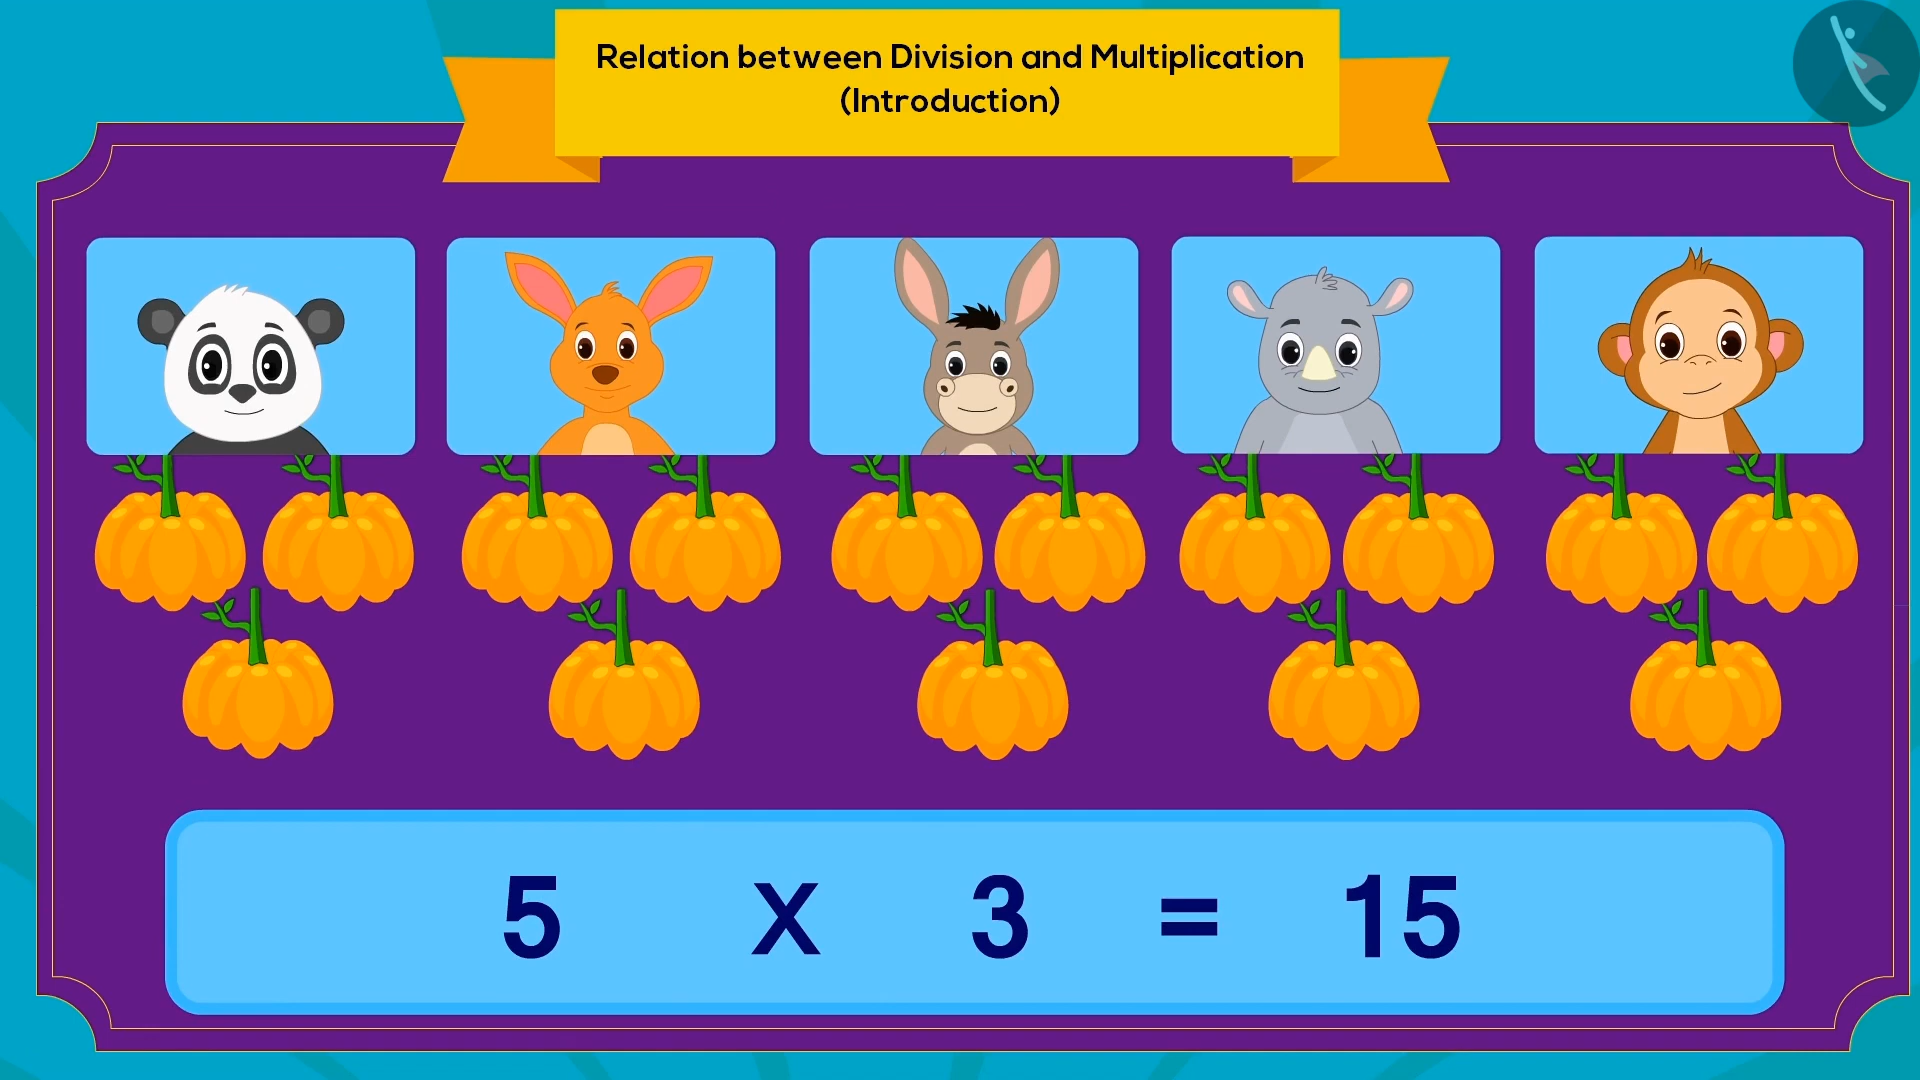 Relation between Division and Multiplication
(Introduction)
5 x 3 = 15